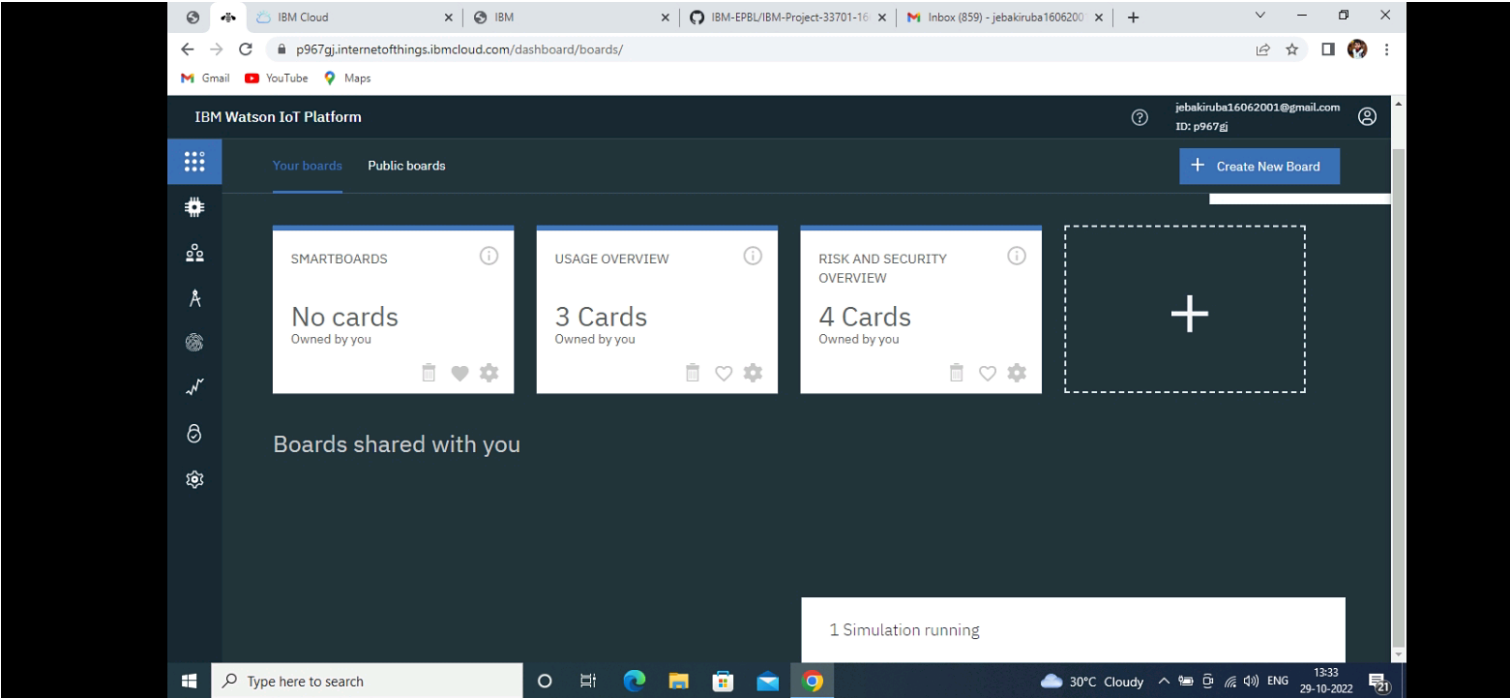 IBM Cloud
IBM
IBM-EPBL/IBM-Project-33701-16
Inbox (859) - jebakiruba1606200
p967gj.internetofthings.ibmcloud.com/dashboard/boards/
Gmail
YouTube
Maps
IBM Watson IoT Platform
jebakiruba16062001@gmail.com
ID: p967gj
Your boards
Public boards
Create New Board
SMARTBOARDS
No cards
Owned by you
USAGE OVERVIEW
3 Cards
Owned by you
RISK AND SECURITY
OVERVIEW
4 Cards
Owned by you
Boards shared with you
1 Simulation running
Type here to search
30°C Cloudy
ENG
13:33
29-10-2022
21